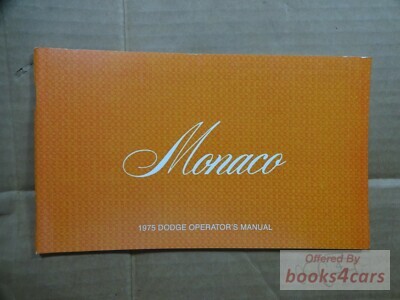 Monaco
1975 DODGE OPERATOR'S MANUAL
Offered By
books4cars